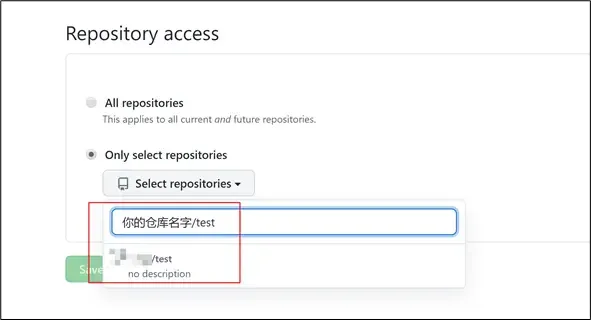 Repository access
All repositories
This applies to all current and future repositories.
Only select repositories
Select repositories
你的仓库名字/test
/test
no description
Save